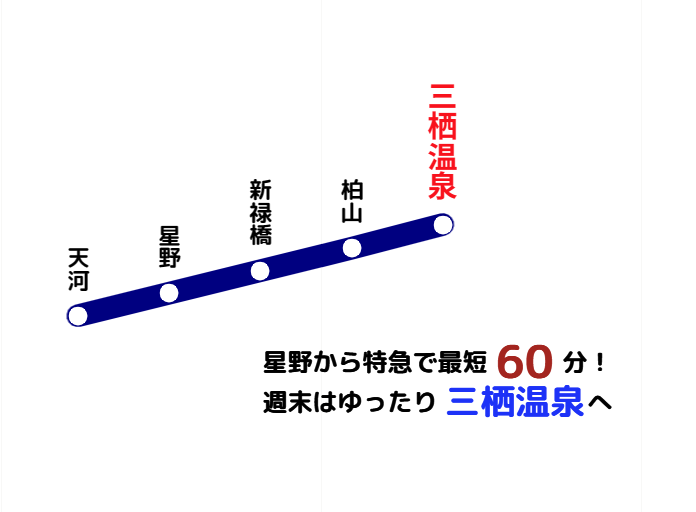 天河
星野
新禄橋
柏山
三栖温泉
星野から特急で最短 60 分！
週末はゆったり 三栖温泉へ